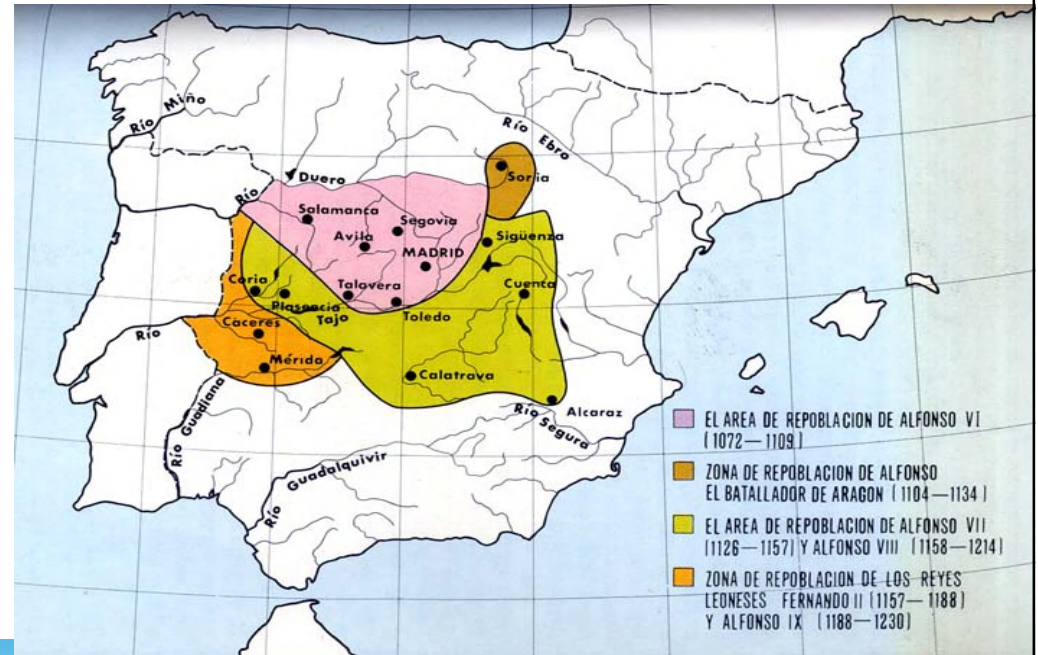 Río Miño
Río Ebro
Río Duero
Soria
Salamanca
Segovia
Avila
MADRID
Sigüenza
Coria
Plasencia
Talavera
Toledo
Cuenca
Río Tajo
Cáceres
Mérida
Calatrava
Alcaraz
Río Segura
Río Guadiana
Río Guadalquivir
EL AREA DE REPOBLACION DE ALFONSO VI
(1072—1109)
ZONA DE REPOBLACION DE ALFONSO
EL BATALLADOR DE ARAGON (1104—1134)
EL AREA DE REPOBLACION DE ALFONSO VII
(1126—1157) Y ALFONSO VIII (1158—1214)
ZONA DE REPOBLACION DE LOS REYES
LEONESES FERNANDO II (1157—1188)
Y ALFONSO IX (1188—1230)